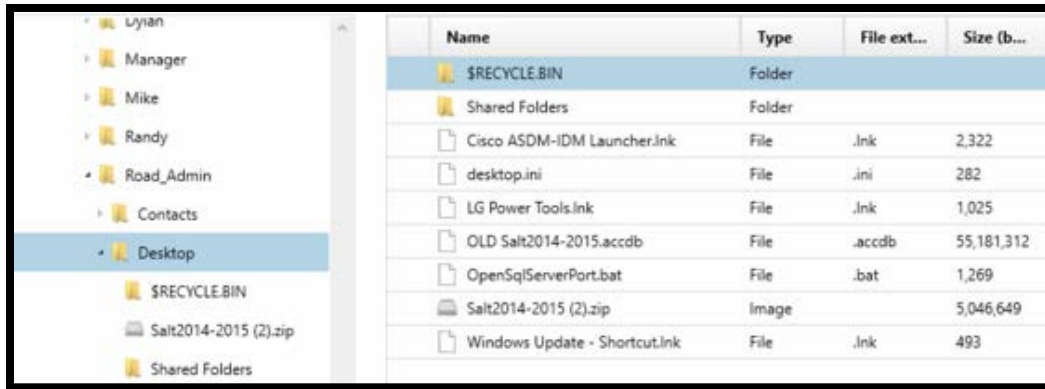 Dylan
Manager
Mike
Randy
Road_Admin
Contacts
Desktop
$RECYCLE.BIN
Salt2014-2015 (2).zip
Shared Folders
Name Type File ext... Size (b...
$RECYCLE.BIN Folder
Shared Folders Folder
Cisco ASDM-IDM Launcher.lnk File .lnk 2,322
desktop.ini File .ini 282
LG Power Tools.lnk File .lnk 1,025
OLD Salt2014-2015.accdb File .accdb 55,181,312
OpenSqlServerPort.bat File .bat 1,269
Salt2014-2015 (2).zip Image 5,046,649
Windows Update - Shortcut.lnk File .lnk 493